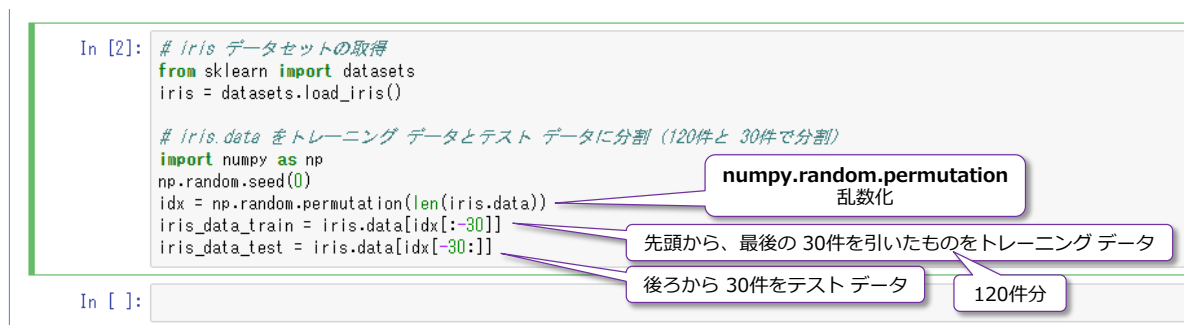 In [2]:
# iris データセットの取得
from sklearn import datasets
iris = datasets.load_iris()
# iris.data をトレーニング データとテスト データに分割 (120件と 30件で分割)
import numpy as np
np.random.seed(0)
idx = np.random.permutation(len(iris.data))
iris_data_train = iris.data[idx[:-30]]
iris_data_test = iris.data[idx[-30:]]
numpy.random.permutation
乱数化
先頭から、最後の 30件を引いたものをトレーニング データ
後ろから 30件をテスト データ
120件分
In [ ]: